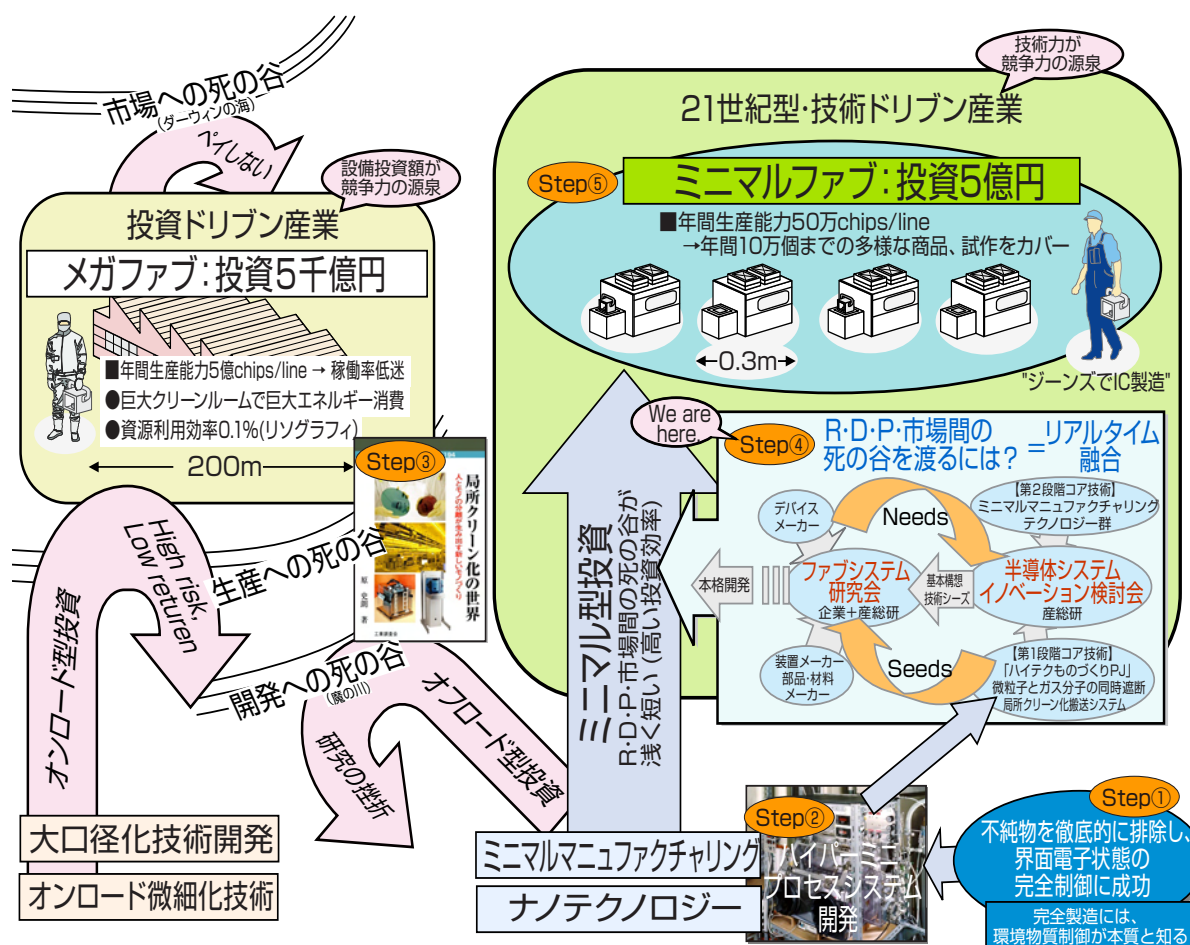 市場への死の谷
(ダーウィンの海)
ペイしない
設備投資額が
競争力の源泉
投資ドリブン産業
メガファブ：投資5千億円
■年間生産能力5億chips/line → 稼働率低迷
●巨大クリーンルームで巨大エネルギー消費
●資源利用効率0.1%(リソグラフィ)
200m
High risk,
Low returen
生産への死の谷
開発への死の谷
(魔の川)
オンロード型投資
オフロード型投資
研究の挫折
大口径化技術開発
オンロード微細化技術
Step③
局所クリーン化の世界
人とモノの分離が生み出す新しいモノづくり
原 史朗 著
工業調査会
技術力が
競争力の源泉
21世紀型･技術ドリブン産業
Step⑤
ミニマルファブ：投資5億円
■年間生産能力50万chips/line
→年間10万個までの多様な商品、試作をカバー
0.3m
"ジーンズでIC製造"
ミニマル型投資
R･D･P･市場間の死の谷が
浅く短い (高い投資効率)
We are
here.
Step④
R･D･P･市場間の
死の谷を渡るには？
=
リアルタイム
融合
デバイス
メーカー
Needs
【第2段階コア技術】
ミニマルマニュファクチャリング
テクノロジー群
本格開発
ファブシステム
研究会
企業＋産総研
基本構想
技術シーズ
半導体システム
イノベーション検討会
産総研
装置メーカー
部品･材料
メーカー
Seeds
【第1段階コア技術】
「ハイテクものづくりPJ」
微粒子とガス分子の同時遮断
局所クリーン化搬送システム
ミニマルマニュファクチャリング
ナノテクノロジー
Step②
ハイパーミニ
プロセスシステム
開発
Step①
不純物を徹底的に排除し、
界面電子状態の
完全制御に成功
完全製造には、
環境物質制御が本質と知る